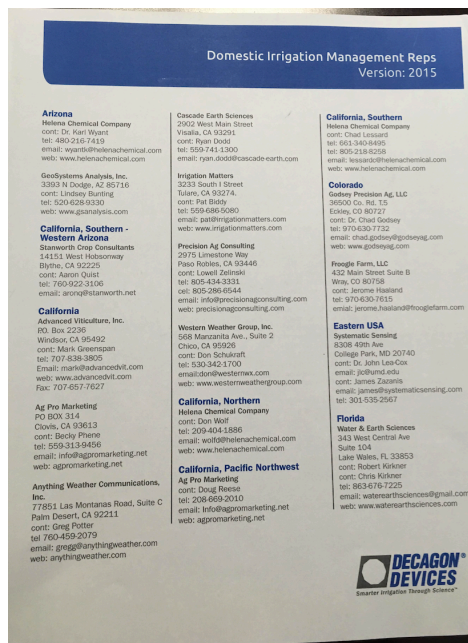 Domestic Irrigation Management Reps
Version: 2015
Arizona
Helena Chemical Company
cont: Dr. Karl Wyant
tel: 480-216-7419
email: wyantk@helenachemical.com
web: www.helenachemical.com
GeoSystems Analysis, Inc.
3393 N Dodge, AZ 85716
cont: Lindsey Bunting
tel: 520-628-9330
web: www.gsanalysis.com
California, Southern -
Western Arizona
Stanworth Crop Consultants
14151 West Hobsonway
Blythe, CA 92225
cont: Aaron Quist
tel: 760-922-3106
email: aronq@stanworth.net
California
Advanced Viticulture, Inc.
P.O. Box 2236
Windsor, CA 95492
cont: Mark Greenspan
tel: 707-838-3805
Email: mark@advancedvit.com
web: www.advancedvit.com
Fax: 707-657-7627
Ag Pro Marketing
PO BOX 314
Clovis, CA 93613
cont: Becky Phene
tel: 559-313-9456
email: info@agpromarketing.net
web: agpromarketing.net
Anything Weather Communications,
Inc.
77851 Las Montanas Road, Suite C
Palm Desert, CA 92211
cont: Greg Potter
tel 760-459-2079
email: gregg@anythingweather.com
web: anythingweather.com
Cascade Earth Sciences
2902 West Main Street
Visalia, CA 93291
cont: Ryan Dodd
tel: 559-741-1300
email: ryan.dodd@cascade-earth.com
Irrigation Matters
3233 South I Street
Tulare, CA 93274.
cont: Pat Biddy
tel: 559-686-5080
email: pat@irrigationmatters.com
web: www.irrigationmatters.com
Precision Ag Consulting
2975 Limestone Way
Paso Robles, CA 93446
cont: Lowell Zelinski
tel: 805-434-3331
cel: 805-286-6544
email: info@precisionagconsulting.com
web: precisionagconsulting.com
Western Weather Group, Inc.
568 Manzanita Ave., Suite 2
Chico, CA 95926
cont: Don Schukraft
tel: 530-342-1700
email:don@westernwx.com
web: www.westernweathergroup.com
California, Northern
Helena Chemical Company
cont: Don Wolf
tel: 209-404-1886
email: wolfd@helenachemical.com
web: www.helenachemical.com
California, Pacific Northwest
Ag Pro Marketing
cont: Doug Reese
tel: 208-669-2010
email: Info@agpromarketing.net
web: agpromarketing.net
California, Southern
Helena Chemical Company
cont: Chad Lessard
tel: 661-340-8495
tel: 805-218-8258
email: lessardc@helenachemical.com
web: www.helenachemical.com
Colorado
Godsey Precision Ag, LLC
36500 Co. Rd. T.5
Eckley, CO 80727
cont: Dr. Chad Godsey
tel: 970-630-7732
email: chad.godsey@godseyag.com
web: www.godseyag.com
Froogle Farm, LLC
432 Main Street Suite B
Wray, CO 80758
cont: Jerome Haaland
tel: 970-630-7615
emial: jerome.haaland@frooglefarm.com
Eastern USA
Systematic Sensing
8308 49th Ave
College Park, MD 20740
cont: Dr. John Lea-Cox
email: jlc@umd.edu
cont: James Zazanis
email: james@systematicsensing.com
tel: 301-535-2567
Florida
Water & Earth Sciences
343 West Central Ave
Suite 104
Lake Wales, FL 33853
cont: Robert Kirkner
cont: Chris Kirkner
tel: 863-676-7225
email: waterearthsciences@gmail.com
web: www.waterearthsciences.com
DECAGON®
DEVICES
Smarter Irrigation Through Science™